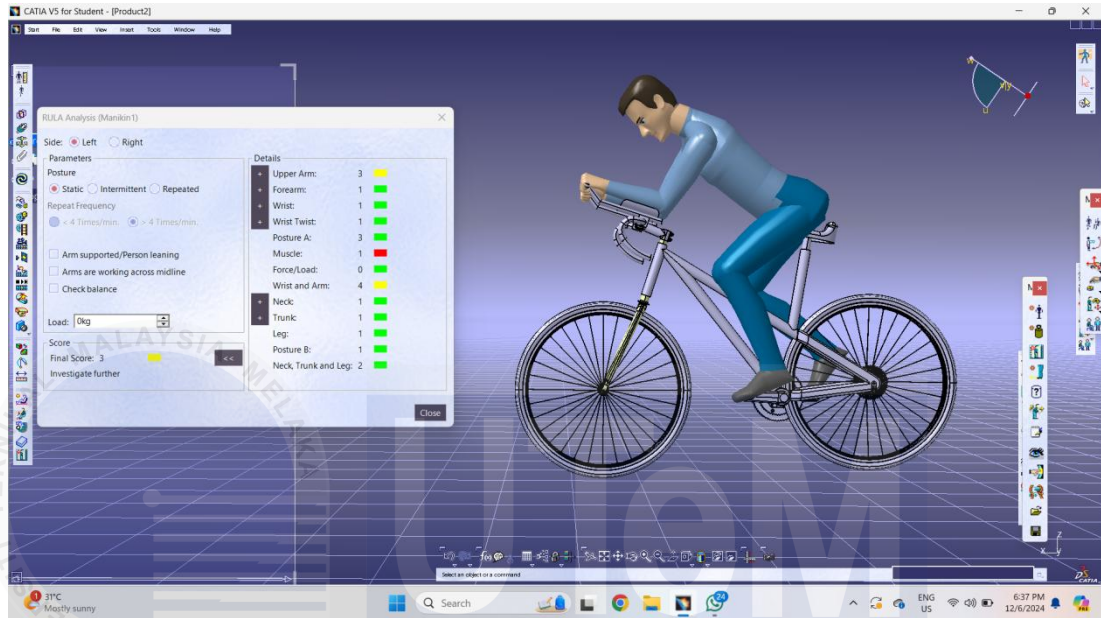 CATIA V5 for Student - [Product2]
Start File Edit View Insert Tools Window Help
RULA Analysis (Manikin1)
Side: Left Right
Parameters
Posture
Static Intermittent Repeated
Repeat Frequency
< 4 Times/min. > 4 Times/min.
Arm supported/Person leaning
Arms are working across midline
Check balance
Load: 0kg
Score
Final Score: 3
<<
Investigate further
Details
+ Upper Arm: 3
+ Forearm: 1
+ Wrist: 1
+ Wrist Twist: 1
Posture A: 3
Muscle: 1
Force/Load: 0
Wrist and Arm: 4
+ Neck: 1
+ Trunk: 1
Leg: 1
Posture B: 1
Neck, Trunk and Leg: 2
Close
MALAYSIA MELAKA
UTeM
Select an object or a command
31°C
Mostly sunny
Search
24
ENG
US
6:37 PM
12/6/2024